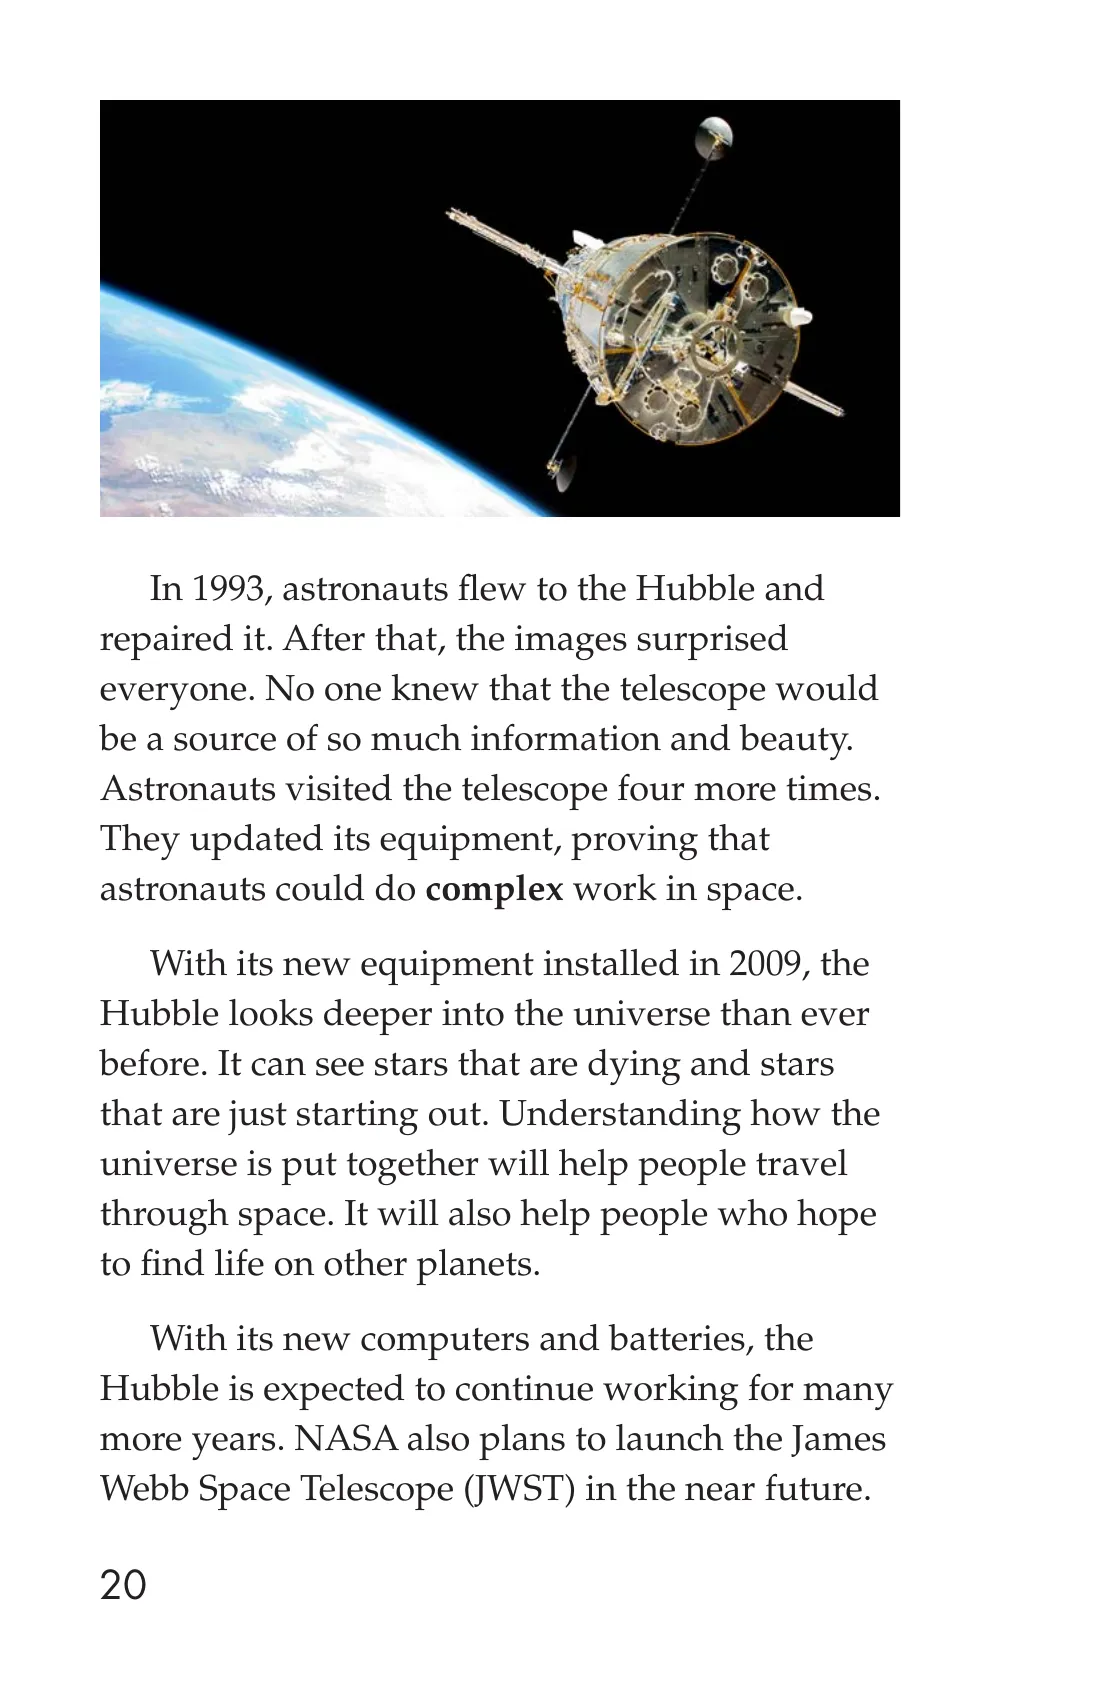 In 1993, astronauts flew to the Hubble and
repaired it. After that, the images surprised
everyone. No one knew that the telescope would
be a source of so much information and beauty.
Astronauts visited the telescope four more times.
They updated its equipment, proving that
astronauts could do complex work in space.
With its new equipment installed in 2009, the
Hubble looks deeper into the universe than ever
before. It can see stars that are dying and stars
that are just starting out. Understanding how the
universe is put together will help people travel
through space. It will also help people who hope
to find life on other planets.
With its new computers and batteries, the
Hubble is expected to continue working for many
more years. NASA also plans to launch the James
Webb Space Telescope (JWST) in the near future.
20